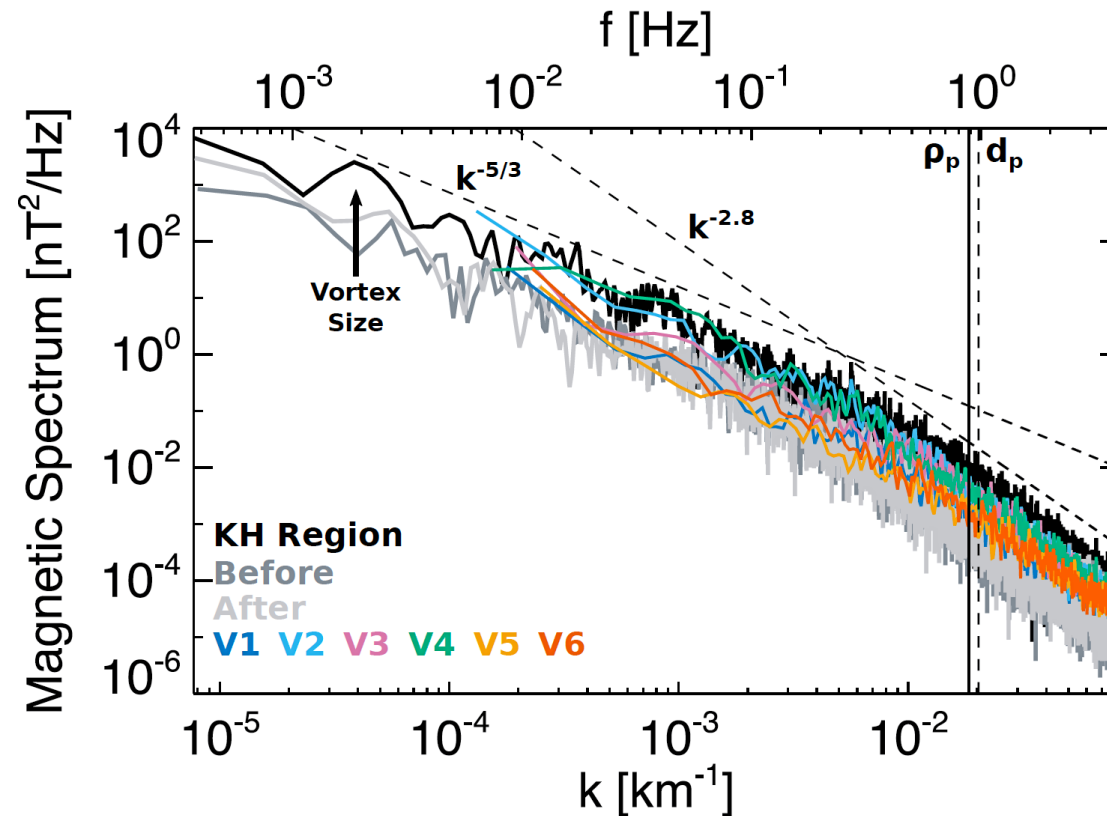 f [Hz]
10⁻³ 10⁻² 10⁻¹ 10⁰
Magnetic Spectrum [nT²/Hz]
10⁴
10²
10⁰
10⁻²
10⁻⁴
10⁻⁶
k⁻⁵/³
k⁻²·⁸
ρₚ dₚ
Vortex
Size
KH Region
Before
After
V1 V2 V3 V4 V5 V6
10⁻⁵ 10⁻⁴ 10⁻³ 10⁻²
k [km⁻¹]